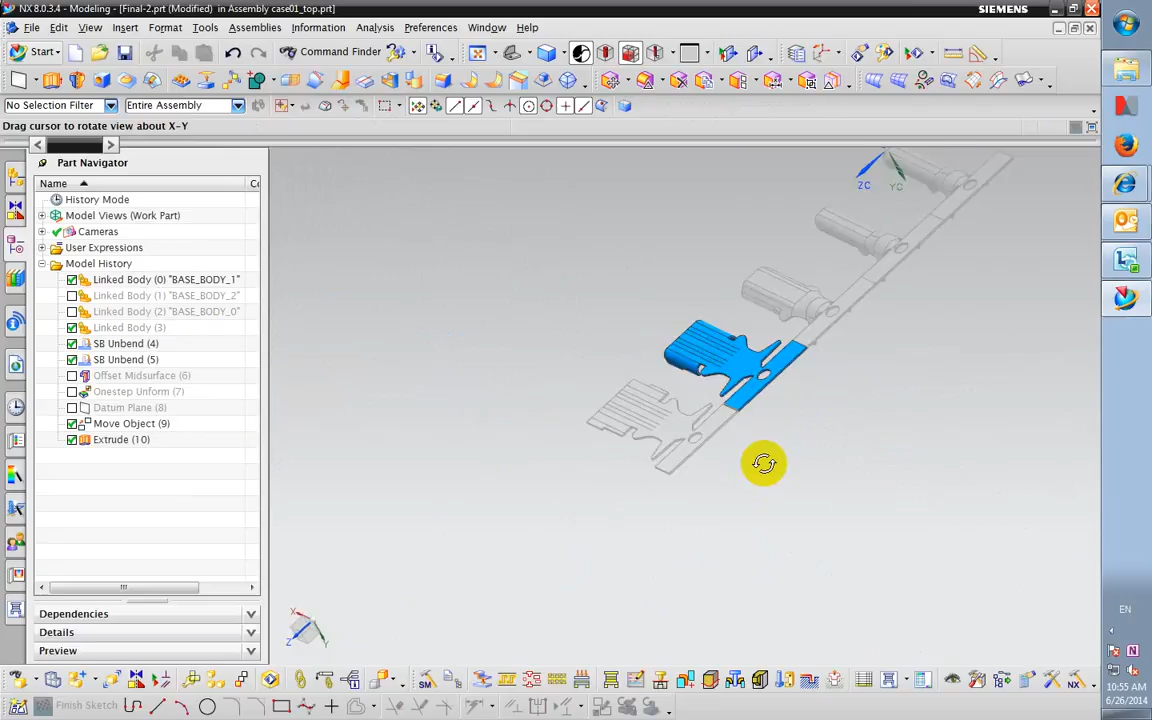 NX 8.0.3.4 - Modeling - [Final-2.prt (Modified)  in Assembly case01_top.prt]
SIEMENS
File Edit View Insert Format Tools Assemblies Information Analysis Preferences Window Help
Start Command Finder
No Selection Filter Entire Assembly
Drag cursor to rotate view about X-Y
Part Navigator
Name
History Mode
Model Views (Work Part)
Cameras
User Expressions
Model History
Linked Body (0) "BASE_BODY_1"
Linked Body (1) "BASE_BODY_2"
Linked Body (2) "BASE_BODY_0"
Linked Body (3)
SB Unbend (4)
SB Unbend (5)
Offset Midsurface (6)
Onestep Unform (7)
Datum Plane (8)
Move Object (9)
Extrude (10)
ZC YC
X
Z Y
Dependencies
Details
Preview
SM
NX
Finish Sketch
EN
N
10:55 AM
6/26/2014